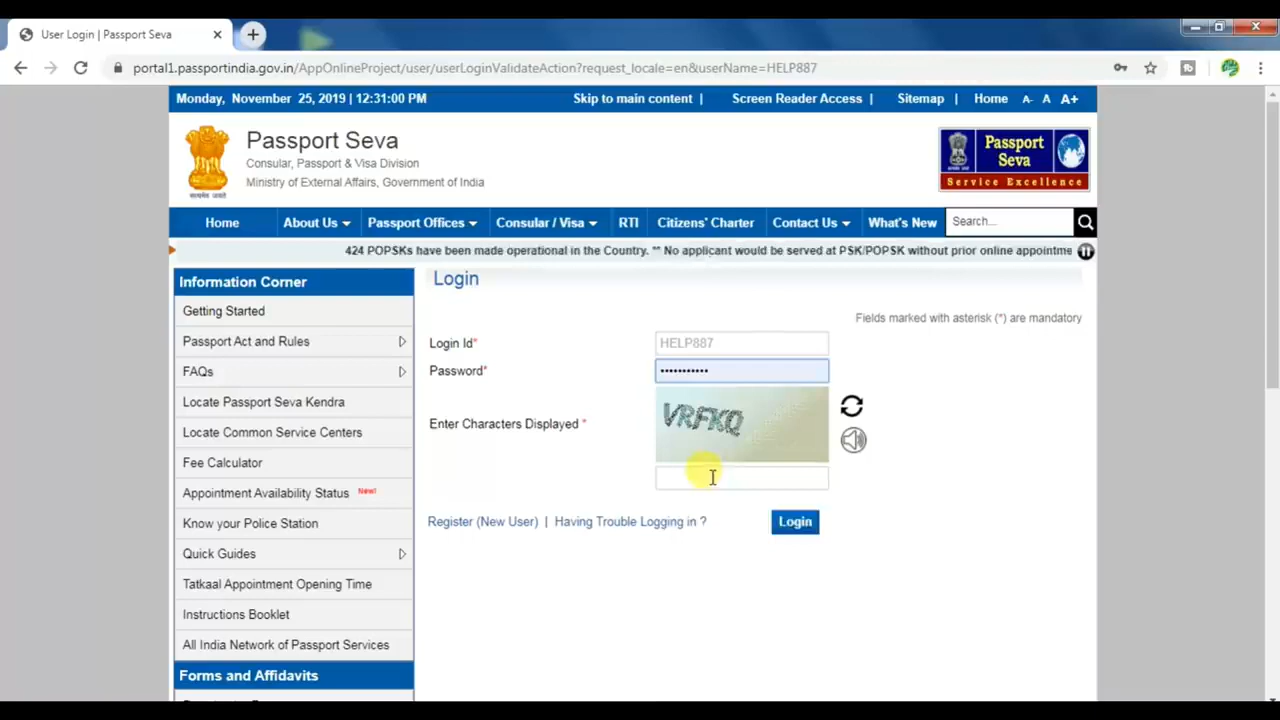 User Login | Passport Seva
portal1.passportindia.gov.in/AppOnlineProject/user/userLoginValidateAction?request_locale=en&userName=HELP887
Monday, November 25, 2019 | 12:31:00 PM
Skip to main content | Screen Reader Access | Sitemap | Home A- A A+
Passport Seva
Consular, Passport & Visa Division
Ministry of External Affairs, Government of India
सत्यमेव जयते
Passport
Seva
Service Excellence
Home About Us Passport Offices Consular / Visa RTI Citizens' Charter Contact Us What's New Search...
424 POPSKs have been made operational in the Country. ** No applicant would be served at PSK/POPSK without prior online appointme
Information Corner
Getting Started
Passport Act and Rules
FAQs
Locate Passport Seva Kendra
Locate Common Service Centers
Fee Calculator
Appointment Availability Status New!
Know your Police Station
Quick Guides
Tatkaal Appointment Opening Time
Instructions Booklet
All India Network of Passport Services
Forms and Affidavits
Login
Fields marked with asterisk (*) are mandatory
Login Id* HELP887
Password* •••••••••••
VRFKQ
Enter Characters Displayed *
Register (New User) | Having Trouble Logging in ? Login